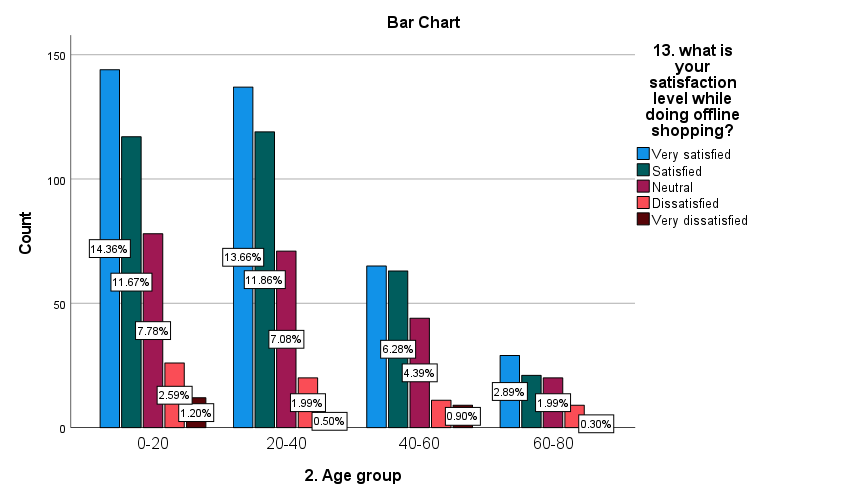 Bar Chart
13. what is
your
satisfaction
level while
doing offline
shopping?
Very satisfied
Satisfied
Neutral
Dissatisfied
Very dissatisfied
Count
150
100
50
0
14.36%
11.67%
7.78%
2.59%
1.20%
13.66%
11.86%
7.08%
1.99%
0.50%
6.28%
4.39%
0.90%
2.89%
1.99%
0.30%
0-20
20-40
40-60
60-80
2. Age group